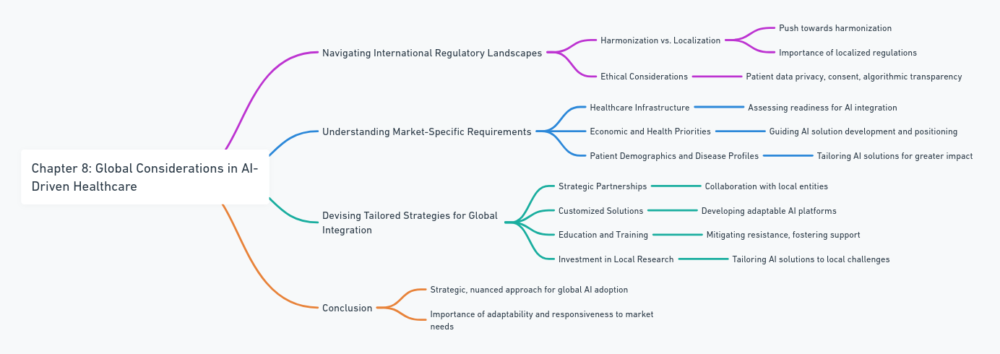 Chapter 8: Global Considerations in AI-
Driven Healthcare
Navigating International Regulatory Landscapes
Harmonization vs. Localization
Push towards harmonization
Importance of localized regulations
Ethical Considerations
Patient data privacy, consent, algorithmic transparency
Understanding Market-Specific Requirements
Healthcare Infrastructure
Assessing readiness for AI integration
Economic and Health Priorities
Guiding AI solution development and positioning
Patient Demographics and Disease Profiles
Tailoring AI solutions for greater impact
Devising Tailored Strategies for Global
Integration
Strategic Partnerships
Collaboration with local entities
Customized Solutions
Developing adaptable AI platforms
Education and Training
Mitigating resistance, fostering support
Investment in Local Research
Tailoring AI solutions to local challenges
Conclusion
Strategic, nuanced approach for global AI adoption
Importance of adaptability and responsiveness to market
needs